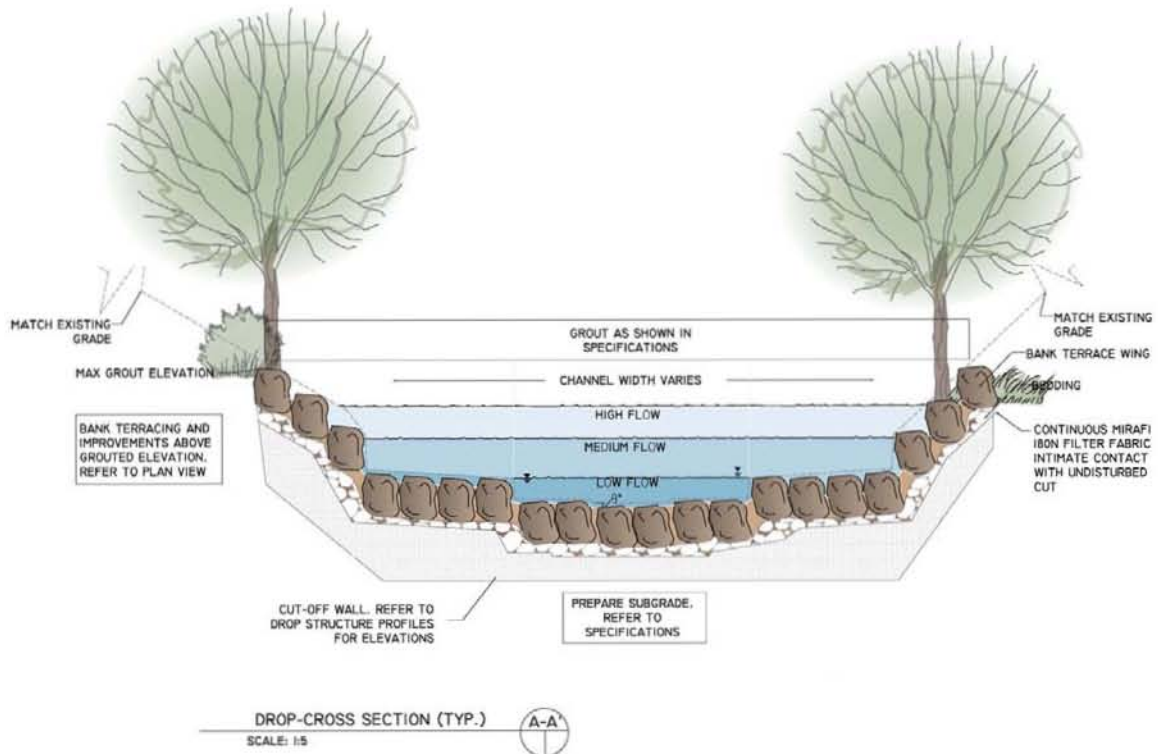 MATCH EXISTING
GRADE
GROUT AS SHOWN IN
SPECIFICATIONS
MATCH EXISTING
GRADE
BANK TERRACE WING
MAX GROUT ELEVATION
CHANNEL WIDTH VARIES
BEDDING
HIGH FLOW
BANK TERRACING AND
IMPROVEMENTS ABOVE
GROUTED ELEVATION.
REFER TO PLAN VIEW
CONTINUOUS MIRAFI
180N FILTER FABRIC
INTIMATE CONTACT
WITH UNDISTURBED
CUT
MEDIUM FLOW
LOW FLOW
CUT-OFF WALL. REFER TO
DROP STRUCTURE PROFILES
FOR ELEVATIONS
PREPARE SUBGRADE.
REFER TO
SPECIFICATIONS
DROP-CROSS SECTION (TYP.)
A-A'
SCALE: 1:5